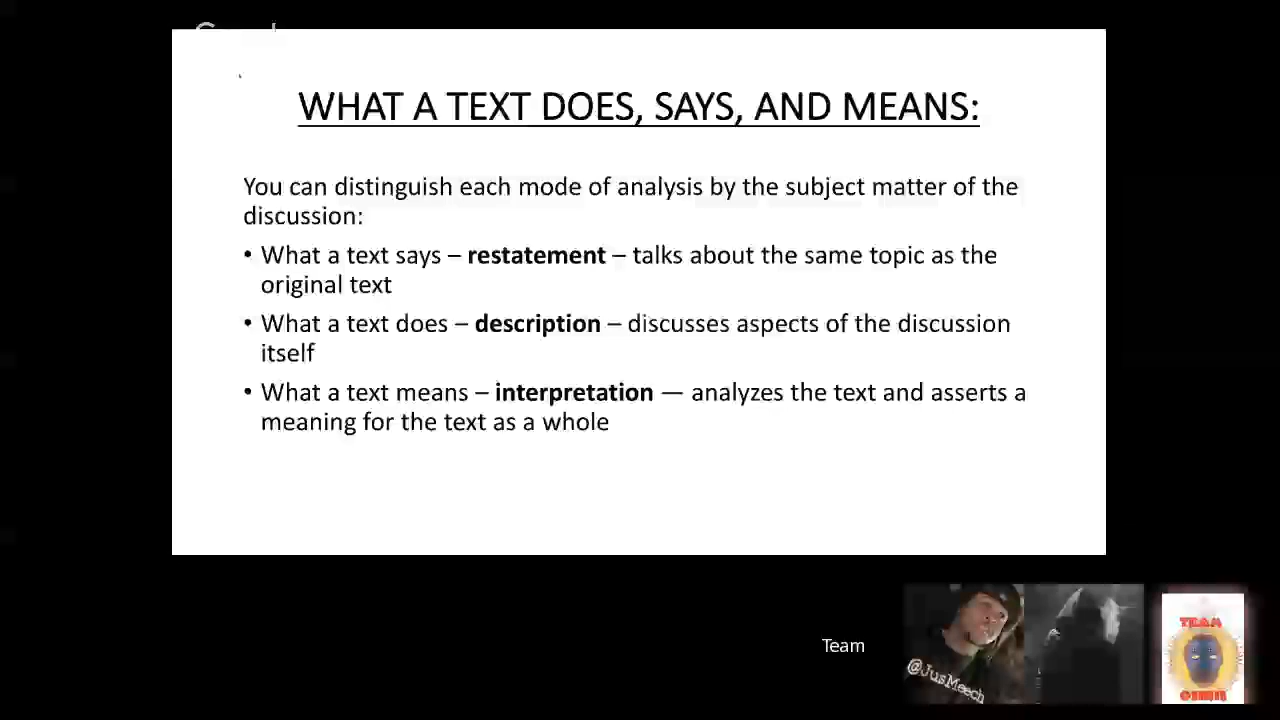 WHAT A TEXT DOES, SAYS, AND MEANS:
You can distinguish each mode of analysis by the subject matter of the
discussion:
• What a text says – restatement – talks about the same topic as the
original text
• What a text does – description – discusses aspects of the discussion
itself
• What a text means – interpretation — analyzes the text and asserts a
meaning for the text as a whole
Team
@JusMeech
TEAM